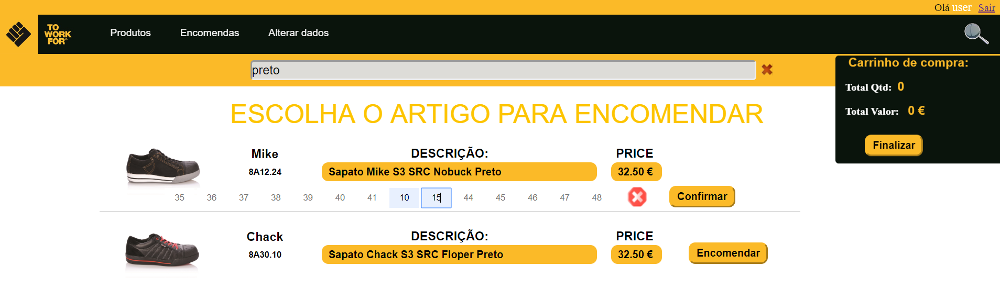 Olá user Sair
TO
WORK
FOR®
Produtos Encomendas Alterar dados
preto
Carrinho de compra:
Total Qtd: 0
Total Valor: 0 €
Finalizar
ESCOLHA O ARTIGO PARA ENCOMENDAR
Mike DESCRIÇÃO: PRICE
8A12.24 Sapato Mike S3 SRC Nobuck Preto 32.50 €
35 36 37 38 39 40 41 10 15 44 45 46 47 48 Confirmar
Chack DESCRIÇÃO: PRICE
8A30.10 Sapato Chack S3 SRC Floper Preto 32.50 € Encomendar